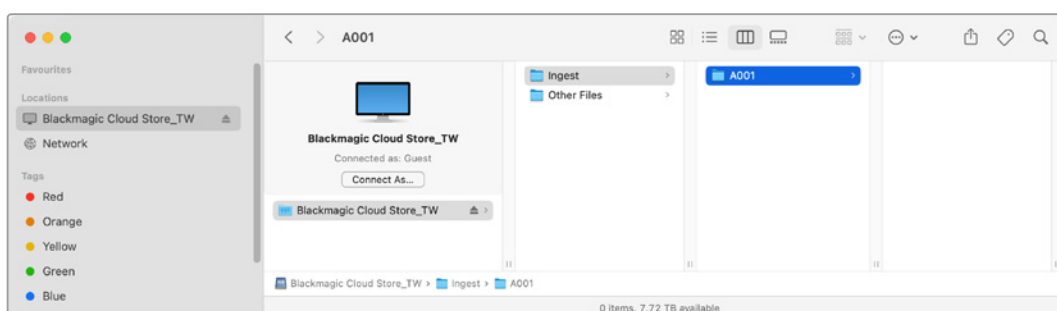 A001
Favourites
Locations
Blackmagic Cloud Store_TW
Network
Tags
Red
Orange
Yellow
Green
Blue
Blackmagic Cloud Store_TW
Connected as: Guest
Connect As...
Blackmagic Cloud Store_TW
Ingest
Other Files
A001
Blackmagic Cloud Store_TW › Ingest › A001
0 items, 7.72 TB available